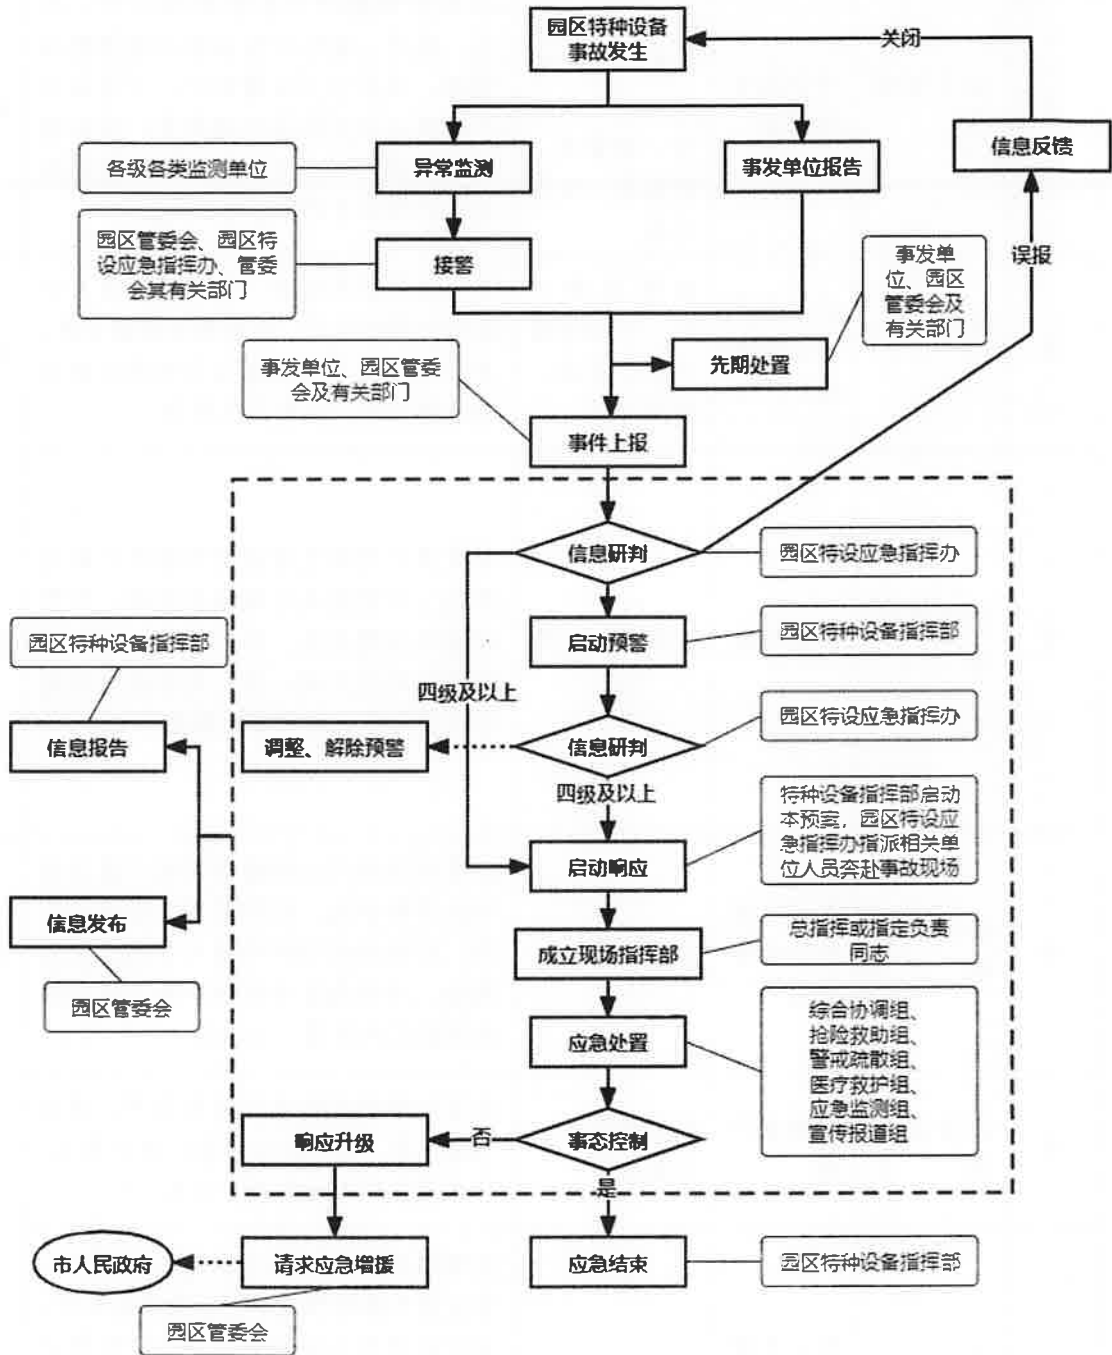 园区特种设备
事故发生
关闭
信息反馈
各级各类监测单位
异常监测
事发单位报告
园区管委会、园区特
设应急指挥办、管委
会其有关部门
接警
误报
事发单
位、园区
管委会及
有关部门
先期处置
事发单位、园区管委
会及有关部门
事件上报
信息研判
园区特设应急指挥办
启动预警
园区特种设备指挥部
园区特种设备指挥部
四级及以上
信息研判
园区特设应急指挥办
调整、解除预警
信息报告
四级及以上
特种设备指挥部启动
本预案，园区特设应
急指挥办指派相关单
位人员奔赴事故现场
启动响应
信息发布
园区管委会
成立现场指挥部
总指挥或指定负责
同志
应急处置
综合协调组、
抢险救助组、
警戒疏散组、
医疗救护组、
应急监测组、
宣传报道组
响应升级
否
事态控制
是
市人民政府
请求应急增援
应急结束
园区特种设备指挥部
园区管委会